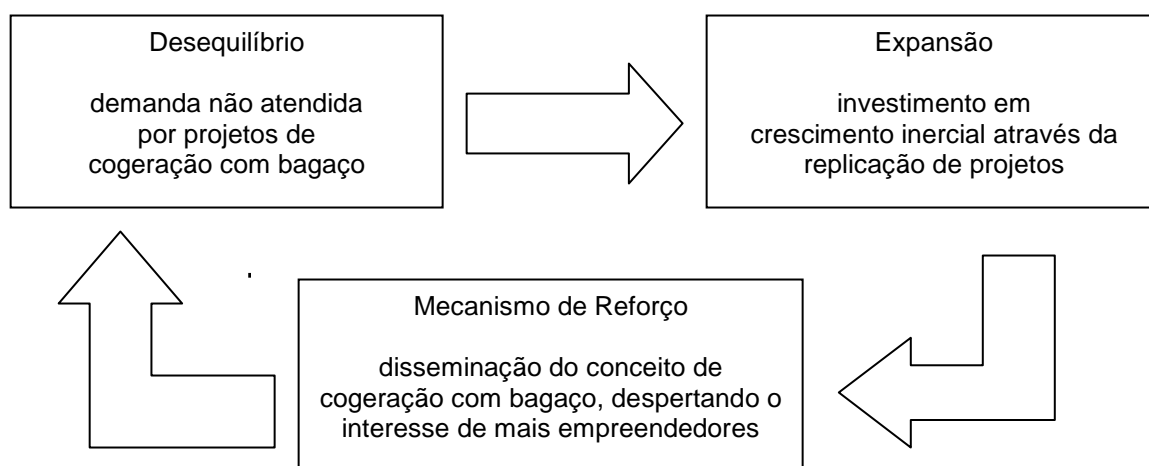 Desequilíbrio
demanda não atendida
por projetos de
cogeração com bagaço
Expansão
investimento em
crescimento inercial através da
replicação de projetos
Mecanismo de Reforço
disseminação do conceito de
cogeração com bagaço, despertando o
interesse de mais empreendedores